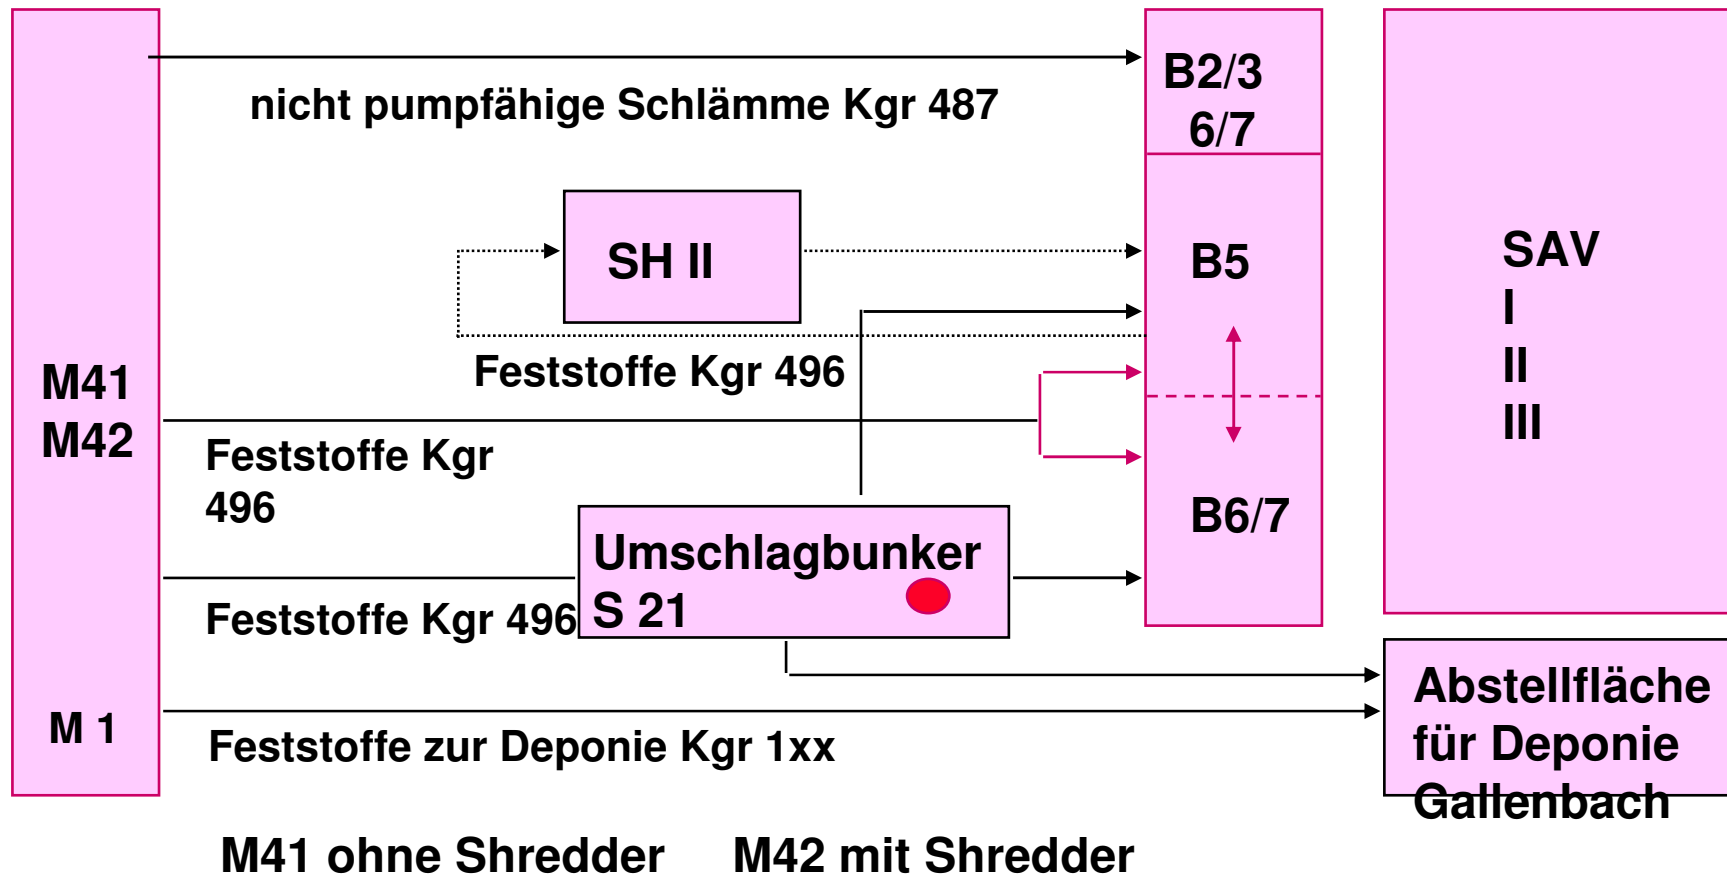 B2/3
6/7
nicht pumpfähige Schlämme Kgr 487
SH II
B5
SAV
I
II
III
Feststoffe Kgr 496
M41
M42
Feststoffe Kgr
496
B6/7
Umschlagbunker
S 21
Feststoffe Kgr 496
M 1
Feststoffe zur Deponie Kgr 1xx
Abstellfläche
für Deponie
Gallenbach
M41 ohne Shredder M42 mit Shredder